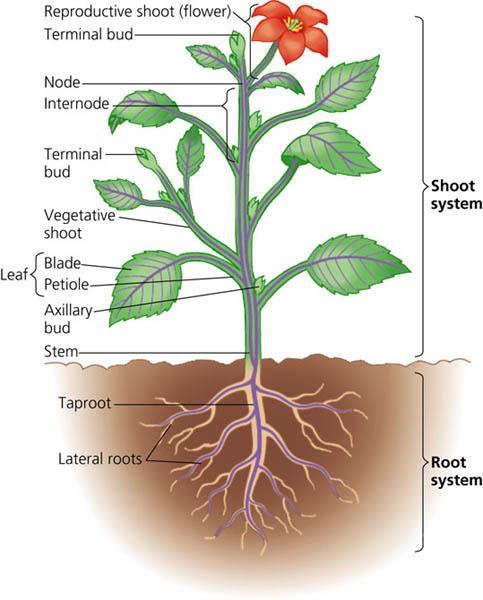 Reproductive shoot (flower)
Terminal bud
Node
Internode
Terminal
bud
Vegetative
shoot
Leaf
Blade
Petiole
Axillary
bud
Stem
Shoot
system
Taproot
Lateral roots
Root
system